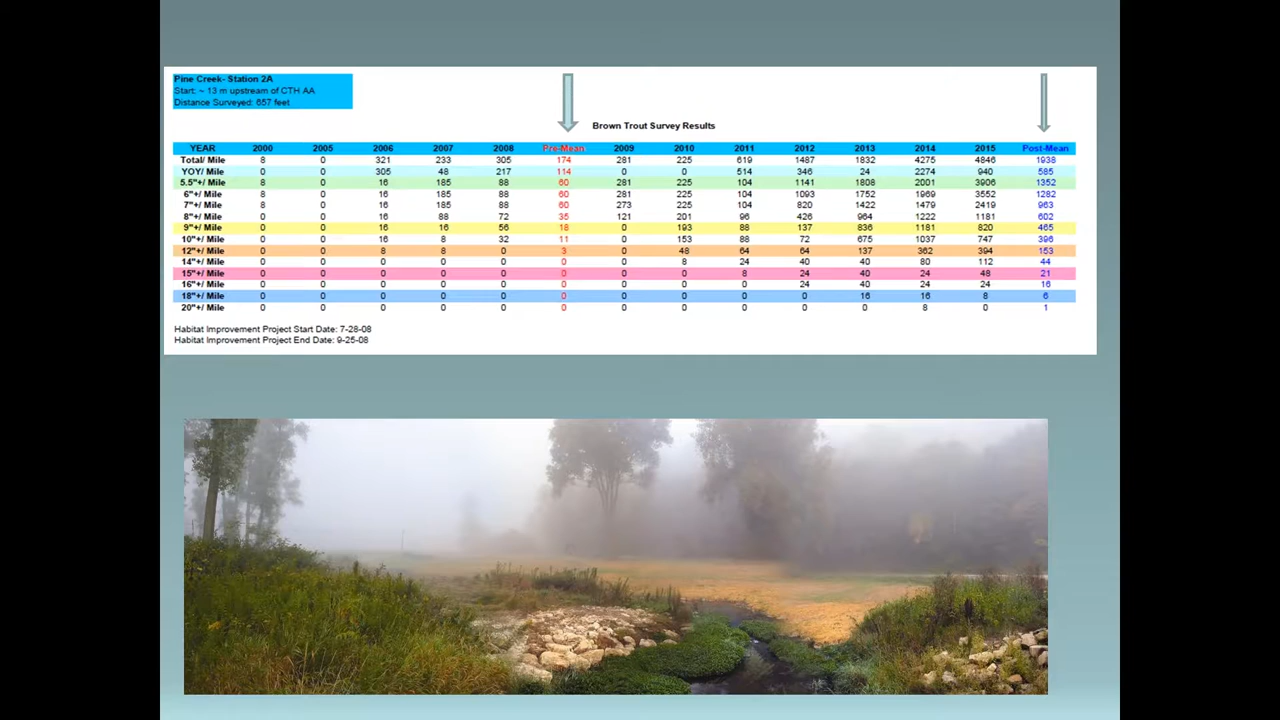 Pine Creek- Station 2A
Start: ~ 13 m upstream of CTH AA
Distance Surveyed: 657 feet
Brown Trout Survey Results
YEAR 2000 2005 2006 2007 2008 Pre-Mean 2009 2010 2011 2012 2013 2014 2015 Post-Mean
Total/ Mile 8 0 321 233 305 174 281 225 619 1487 1832 4275 4846 1938
YOY/ Mile 0 0 305 48 217 114 0 0 514 346 24 2274 940 585
5.5"+/ Mile 8 0 16 185 88 60 281 225 104 1141 1808 2001 3906 1352
6"+/ Mile 8 0 16 185 88 60 281 225 104 1093 1752 1969 3552 1282
7"+/ Mile 8 0 16 185 88 60 273 225 104 820 1422 1479 2419 963
8"+/ Mile 0 0 16 88 72 35 121 201 96 426 964 1222 1181 602
9"+/ Mile 0 0 16 16 56 18 0 193 88 137 836 1181 820 465
10"+/ Mile 0 0 16 8 32 11 0 153 88 72 675 1037 747 396
12"+/ Mile 0 0 8 8 0 3 0 48 64 64 137 362 394 153
14"+/ Mile 0 0 0 0 0 0 0 8 24 40 40 80 112 44
15"+/ Mile 0 0 0 0 0 0 0 0 8 24 40 24 48 21
16"+/ Mile 0 0 0 0 0 0 0 0 0 24 40 24 24 16
18"+/ Mile 0 0 0 0 0 0 0 0 0 0 16 16 8 6
20"+/ Mile 0 0 0 0 0 0 0 0 0 0 0 8 0 1
Habitat Improvement Project Start Date: 7-28-08
Habitat Improvement Project End Date: 9-25-08